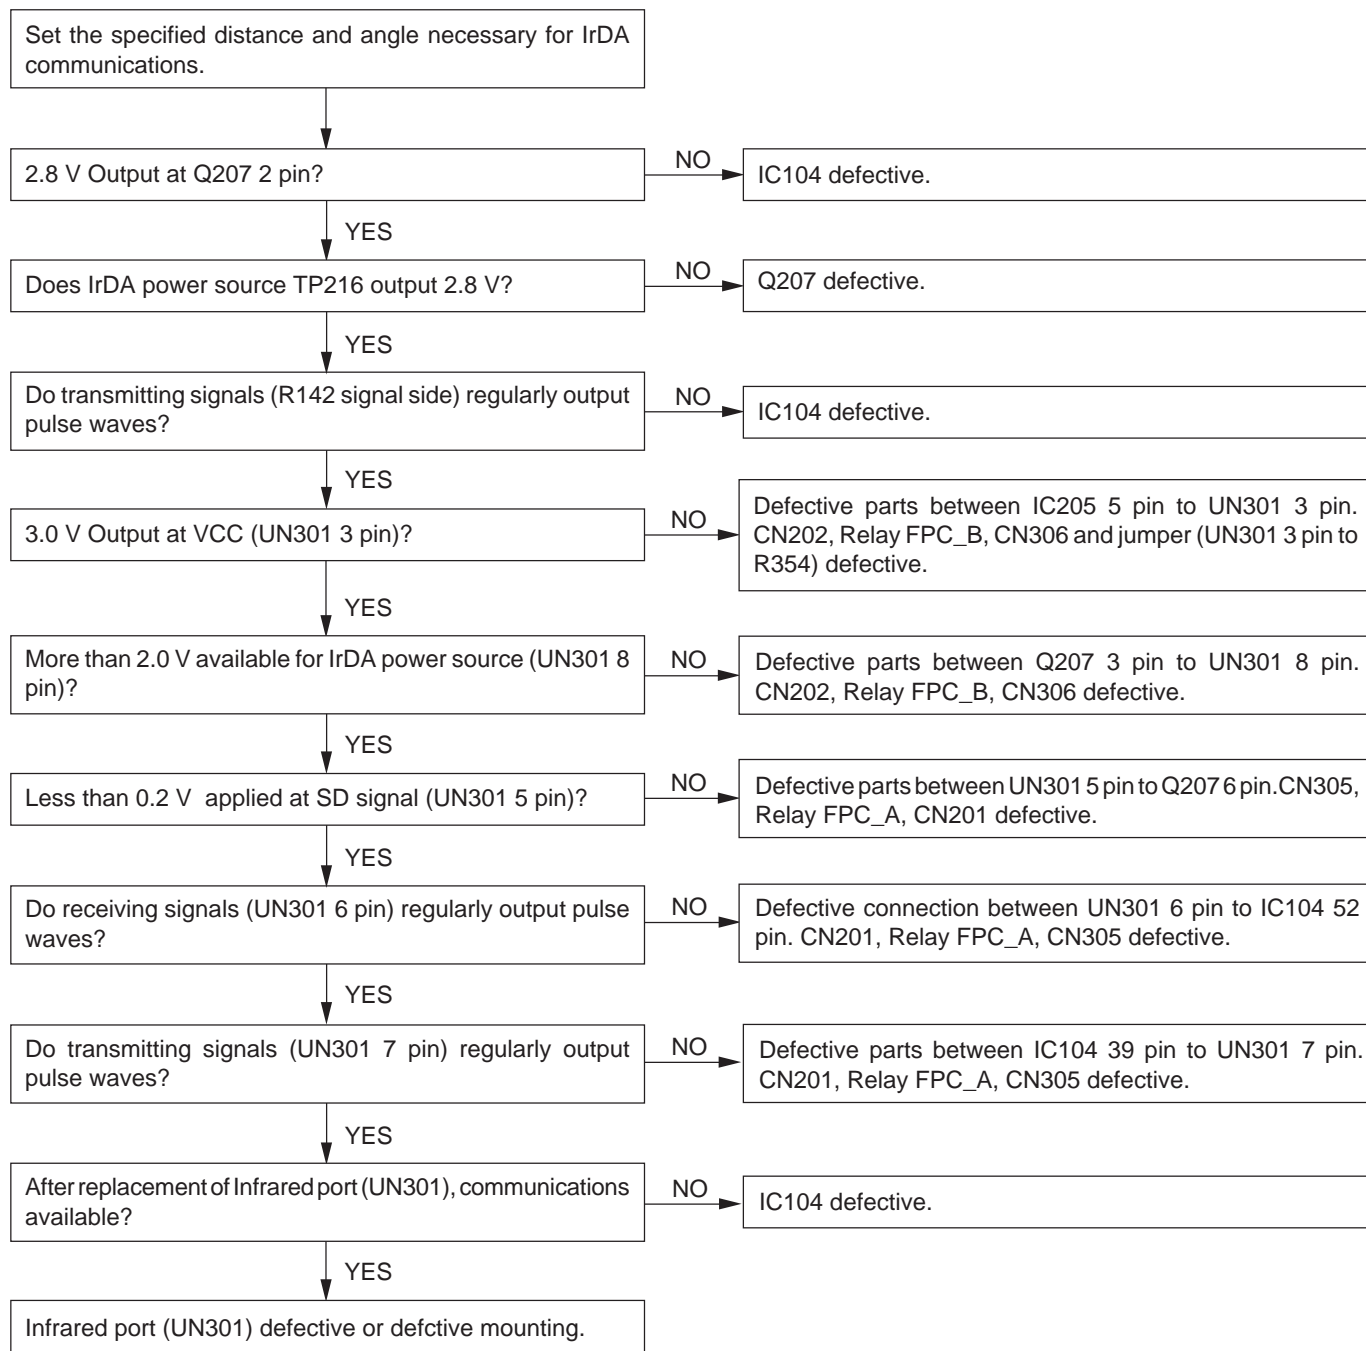 Set the specified distance and angle necessary for IrDA
communications.
2.8 V Output at Q207 2 pin?
NO
IC104 defective.
YES
Does IrDA power source TP216 output 2.8 V?
NO
Q207 defective.
YES
Do transmitting signals (R142 signal side) regularly output
pulse waves?
NO
IC104 defective.
YES
3.0 V Output at VCC (UN301 3 pin)?
NO
Defective parts between IC205 5 pin to UN301 3 pin.
CN202, Relay FPC_B, CN306 and jumper (UN301 3 pin to
R354) defective.
YES
More than 2.0 V available for IrDA power source (UN301 8
pin)?
NO
Defective parts between Q207 3 pin to UN301 8 pin.
CN202, Relay FPC_B, CN306 defective.
YES
Less than 0.2 V applied at SD signal (UN301 5 pin)?
NO
Defective parts between UN301 5 pin to Q207 6 pin.CN305,
Relay FPC_A, CN201 defective.
YES
Do receiving signals (UN301 6 pin) regularly output pulse
waves?
NO
Defective connection between UN301 6 pin to IC104 52
pin. CN201, Relay FPC_A, CN305 defective.
YES
Do transmitting signals (UN301 7 pin) regularly output
pulse waves?
NO
Defective parts between IC104 39 pin to UN301 7 pin.
CN201, Relay FPC_A, CN305 defective.
YES
After replacement of Infrared port (UN301), communications
available?
NO
IC104 defective.
YES
Infrared port (UN301) defective or defctive mounting.